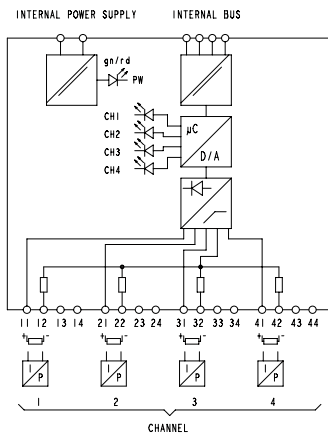 INTERNAL POWER SUPPLY INTERNAL BUS
gn/rd
PW
CH1
CH2
CH3
CH4
µC
D/A
11 12 13 14 21 22 23 24 31 32 33 34 41 42 43 44
+ - + - + - + -
I P I P I P I P
1 2 3 4
CHANNEL